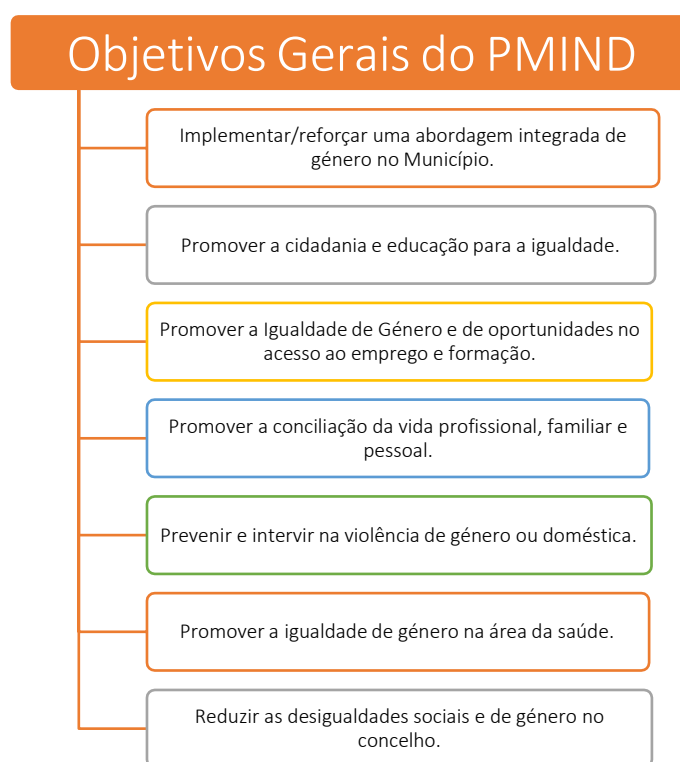 Objetivos Gerais do PMIND
Implementar/reforçar uma abordagem integrada de
género no Município.
Promover a cidadania e educação para a igualdade.
Promover a Igualdade de Género e de oportunidades no
acesso ao emprego e formação.
Promover a conciliação da vida profissional, familiar e
pessoal.
Prevenir e intervir na violência de género ou doméstica.
Promover a igualdade de género na área da saúde.
Reduzir as desigualdades sociais e de género no
concelho.